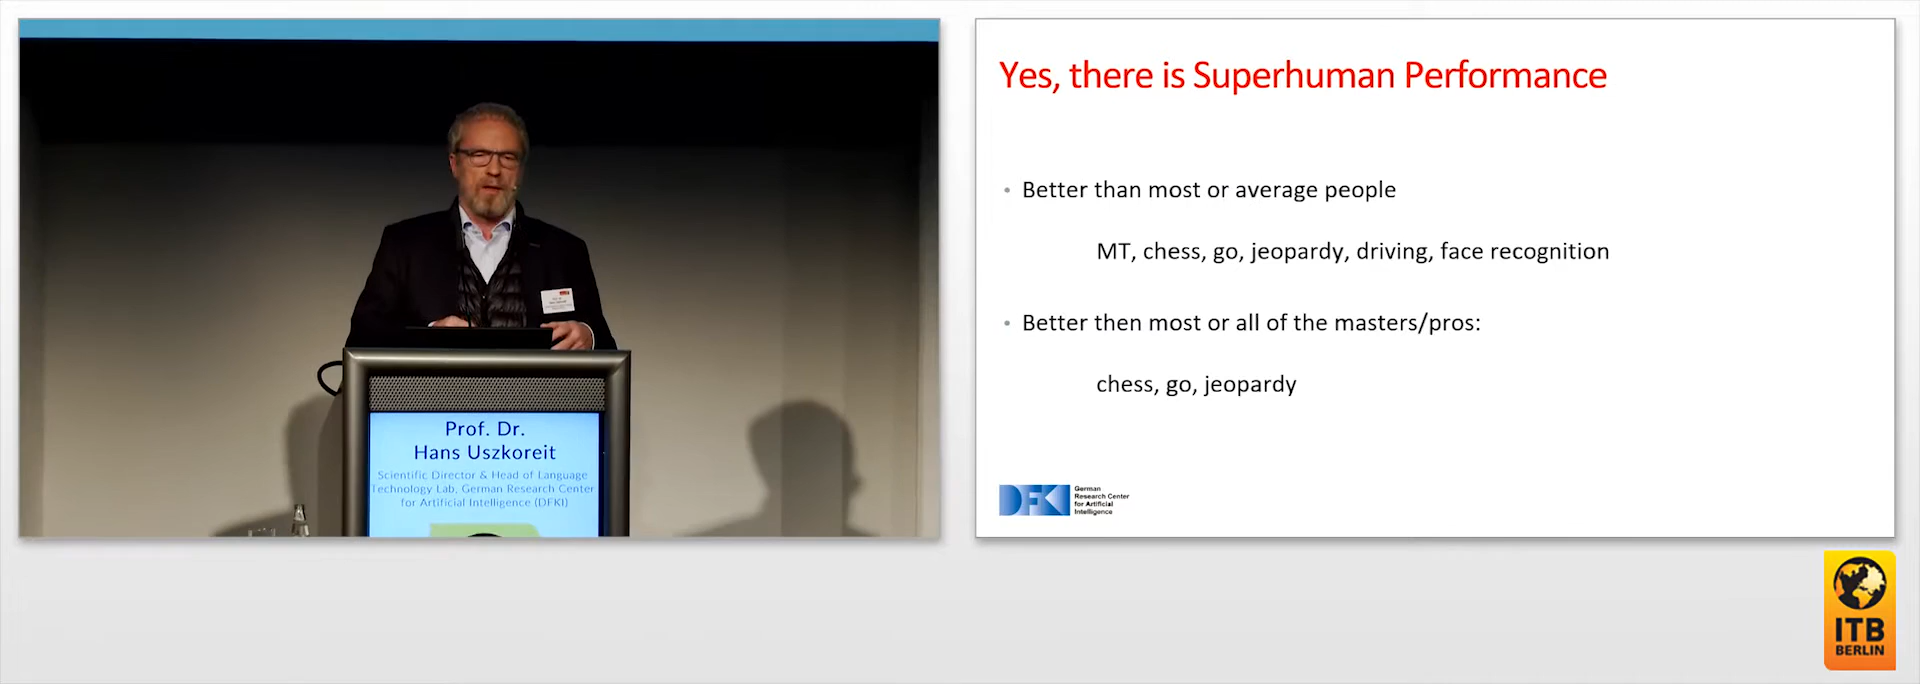 Prof. Dr.
Hans Uszkoreit
Scientific Director & Head of Language
Technology Lab, German Research Center
for Artificial Intelligence (DFKI)
Yes, there is Superhuman Performance
• Better than most or average people
MT, chess, go, jeopardy, driving, face recognition
• Better then most or all of the masters/pros:
chess, go, jeopardy
DFKI
German
Research Center
for Artificial
Intelligence
ITB
BERLIN